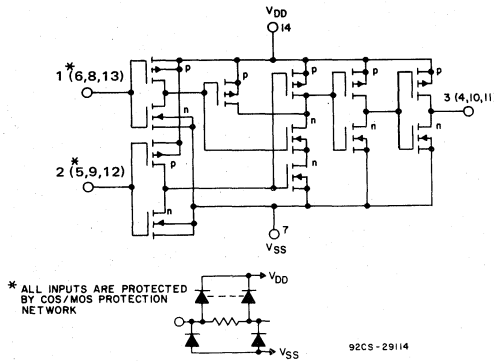 VDD
14
p
*
1 (6,8,13)
p
p
p
p
n
3 (4,10,11
n
n
n
p
*
2 (5,9,12)
n
n
7
VSS
* ALL INPUTS ARE PROTECTED
BY COS/MOS PROTECTION
NETWORK
VDD
VSS
92CS-29114